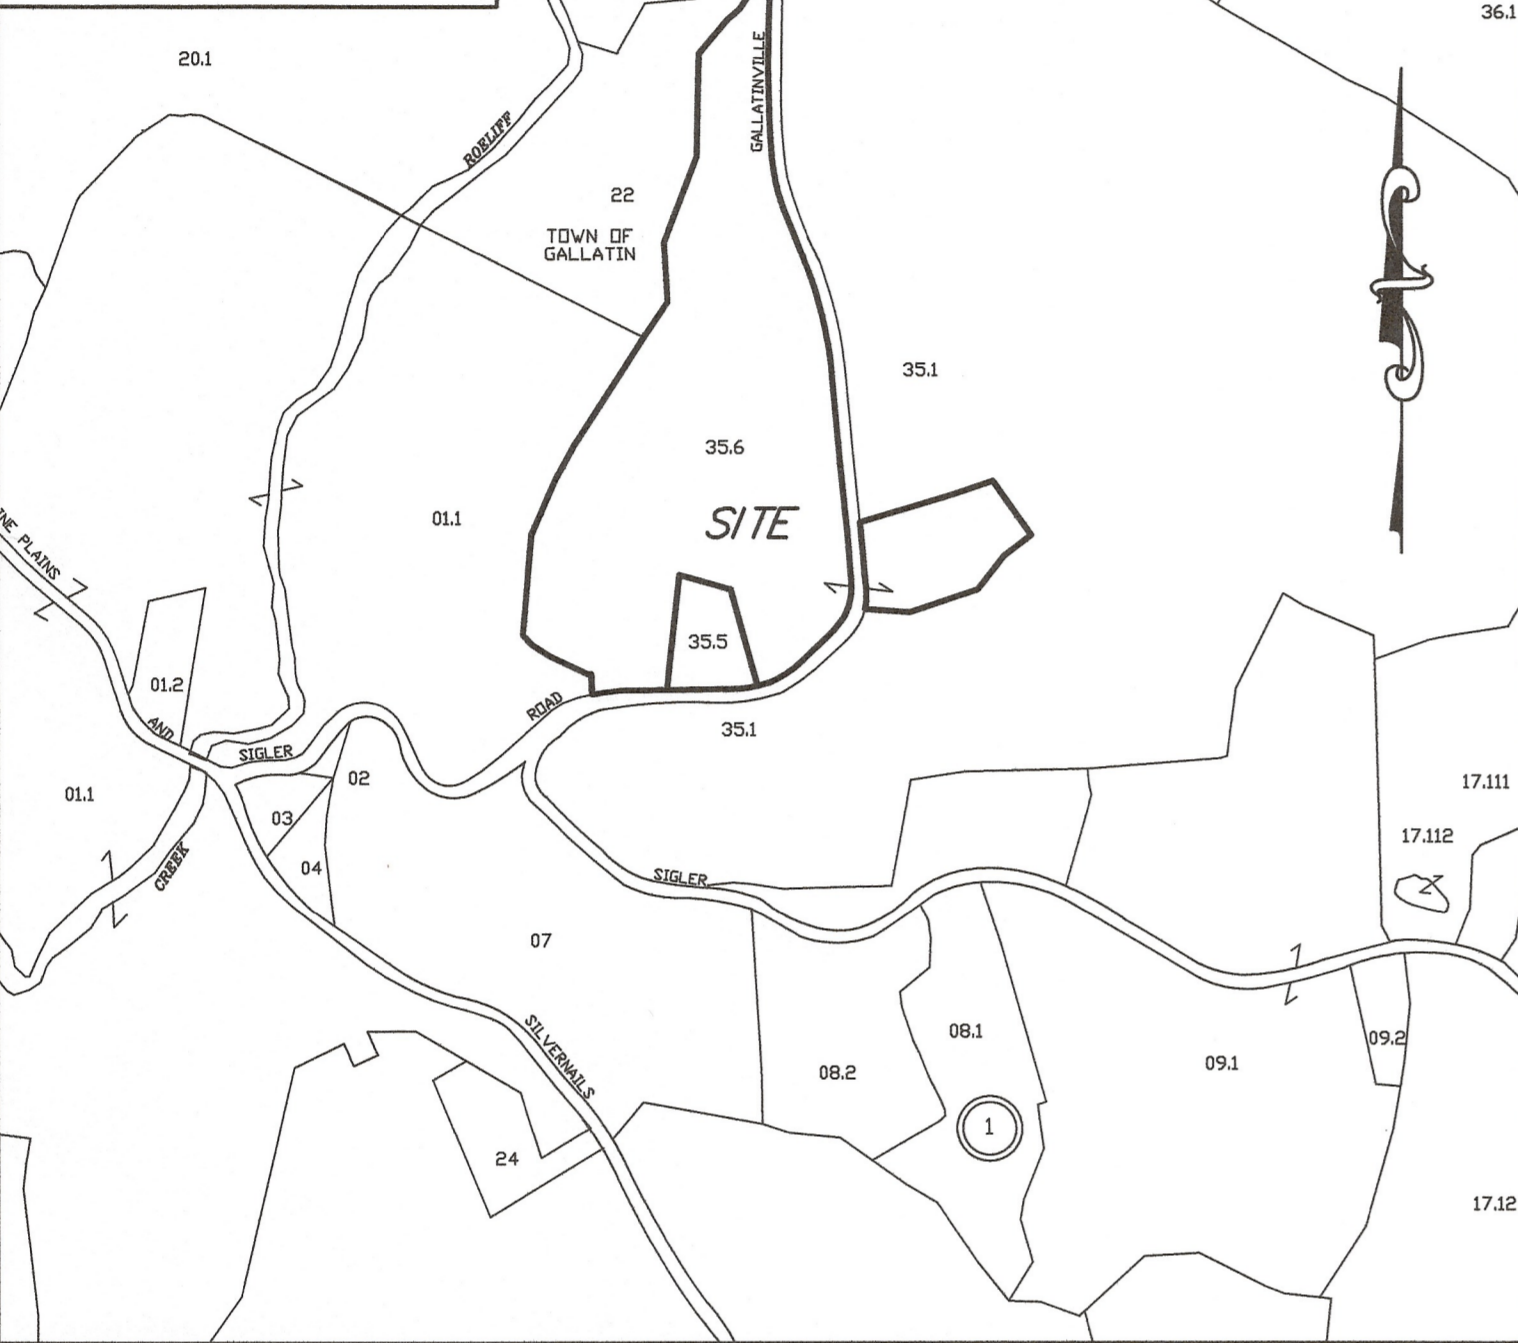 36.1
20.1
GALLATINVILLE
ROELIFF
22
TOWN OF
GALLATIN
35.1
35.6
01.1
SITE
PLAINS
35.5
01.2
ROAD
AND
35.1
SIGLER
02
01.1
17.111
03
17.112
04
CREEK
SIGLER
07
08.1
09.2
SILVERNAILS
09.1
08.2
1
24
17.12